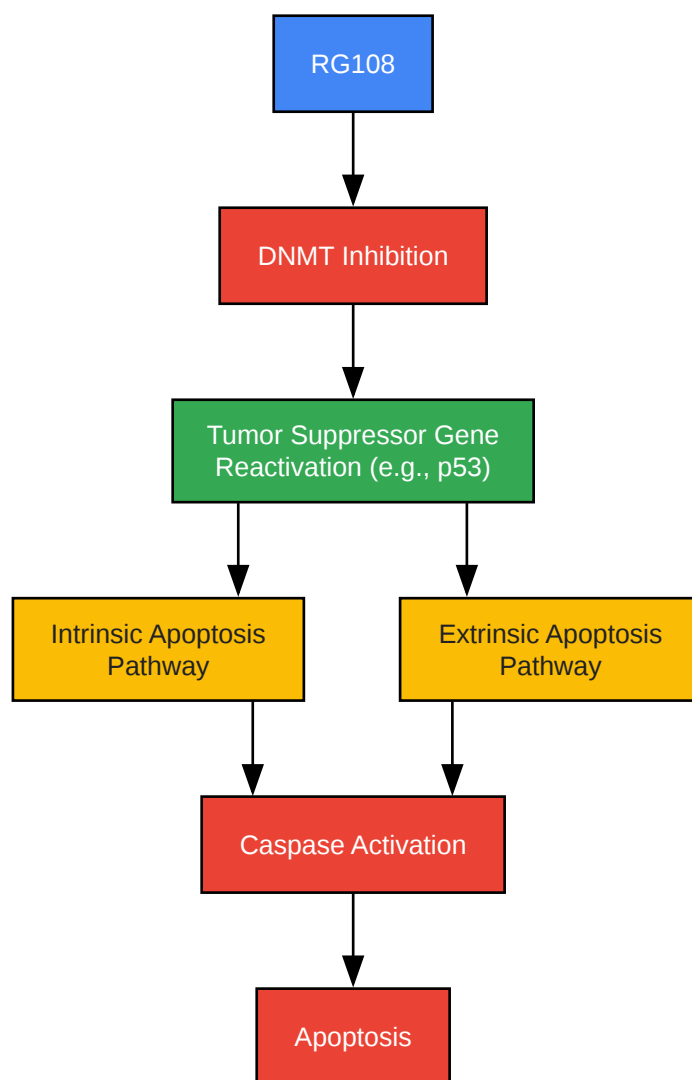 RG108
DNMT Inhibition
Tumor Suppressor Gene
Reactivation (e.g., p53)
Intrinsic Apoptosis
Pathway
Extrinsic Apoptosis
Pathway
Caspase Activation
Apoptosis